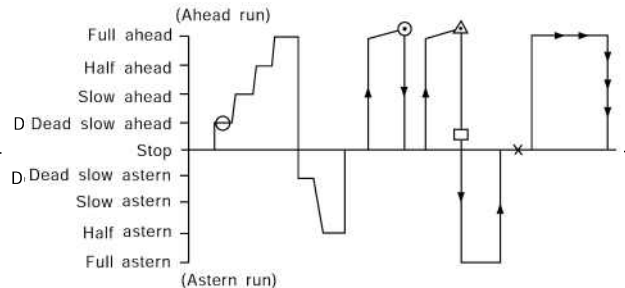 (Ahead run)
Full ahead
Half ahead
Slow ahead
D Dead slow ahead
Stop
D Dead slow astern
Slow astern
Half astern
Full astern
(Astern run)